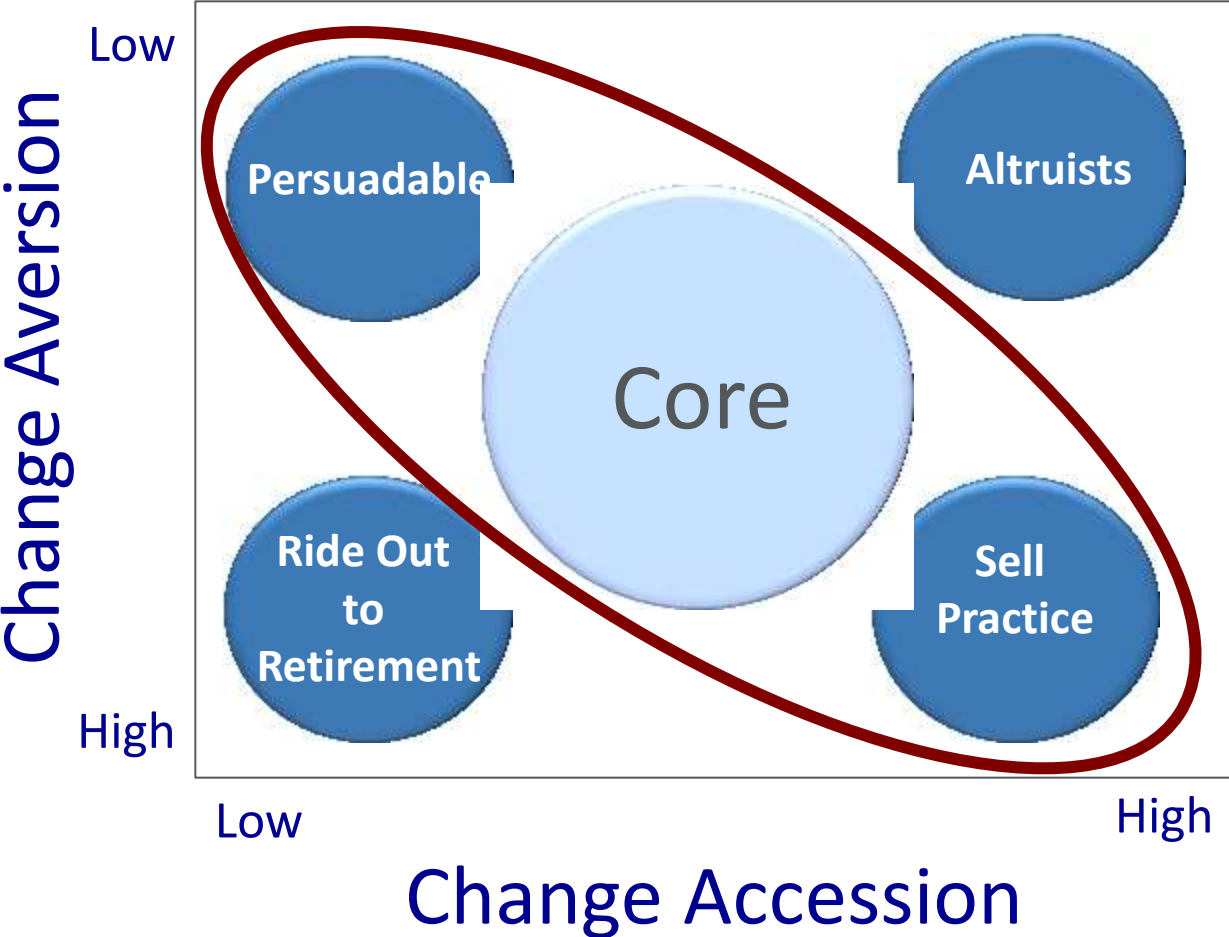 Low
Change Aversion
Persuadable
Altruists
Core
Ride Out
to
Retirement
Sell
Practice
High
Low
High
Change Accession